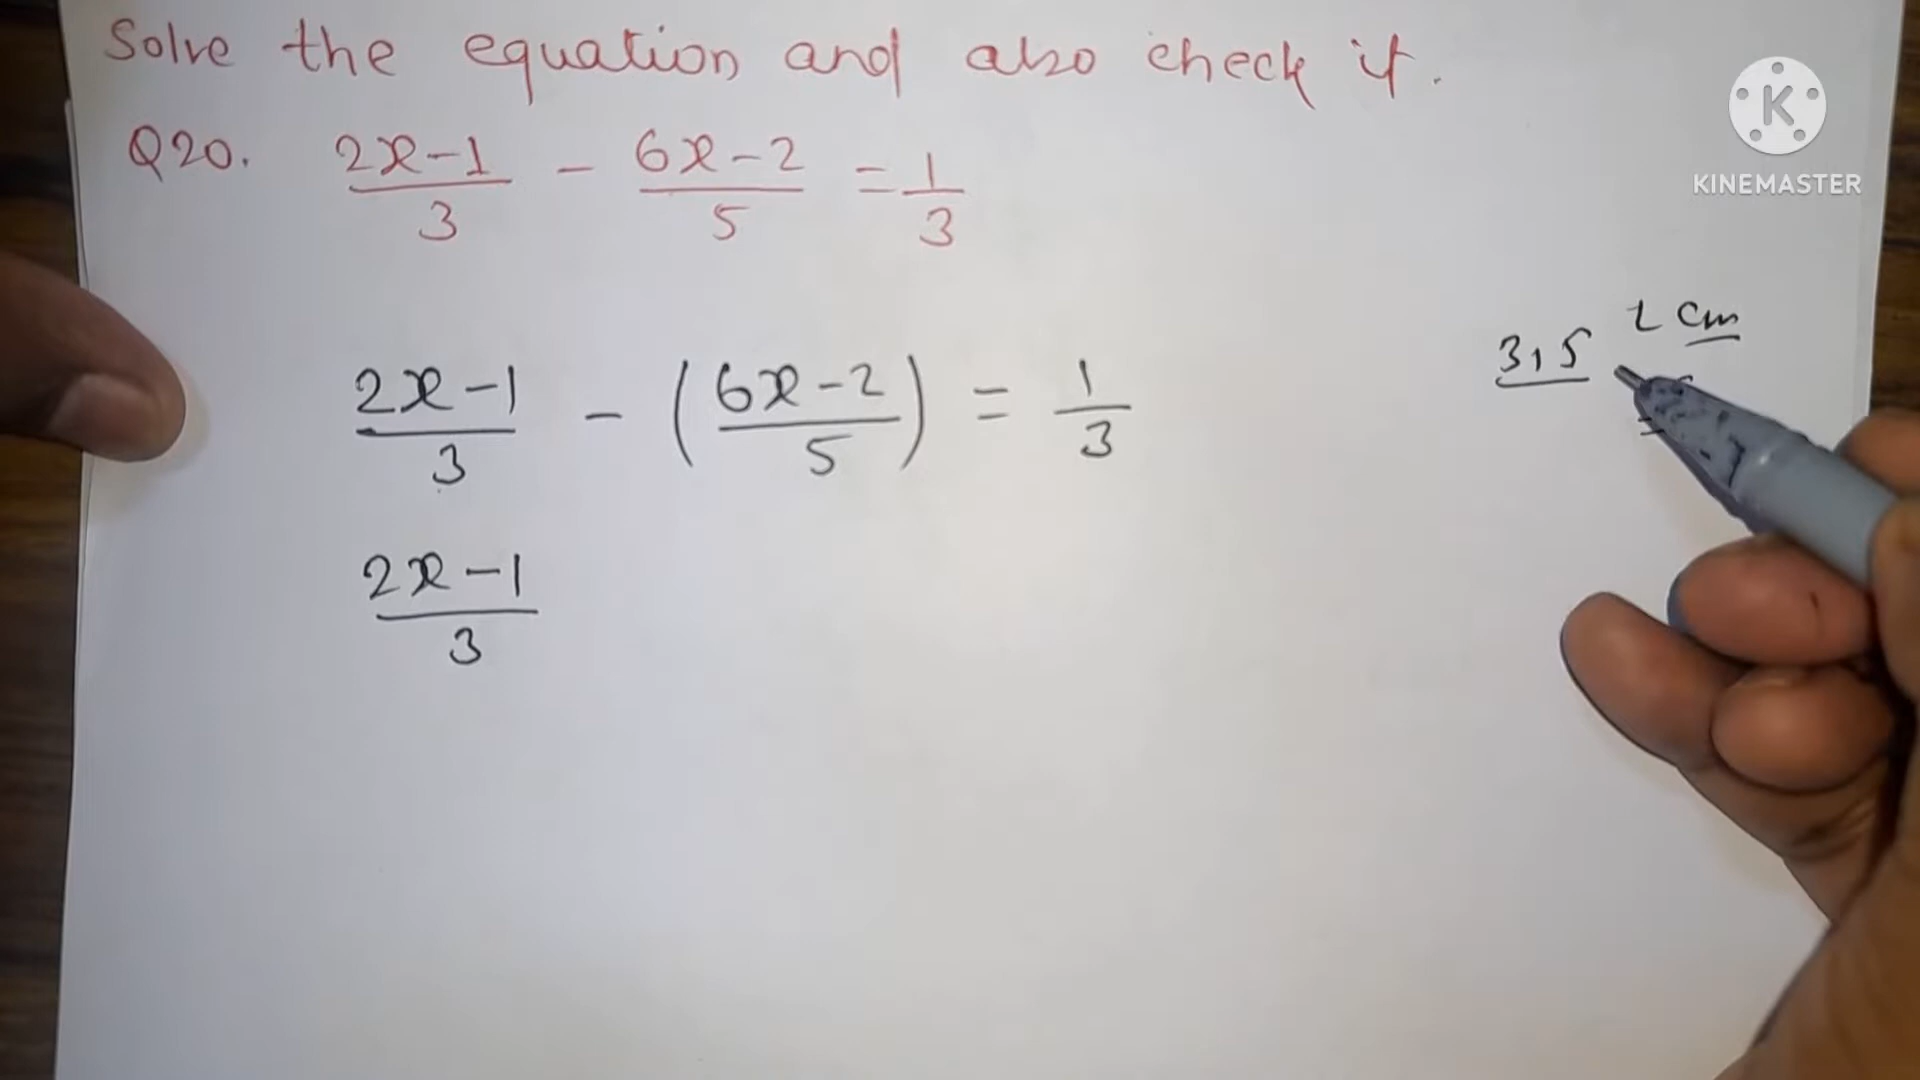 Solve the equation and also check it.
Q20. 2x-1/3 - 6x-2/5 = 1/3
KINEMASTER
2x-1/3 - (6x-2/5) = 1/3
3,5 LCM
2x-1/3